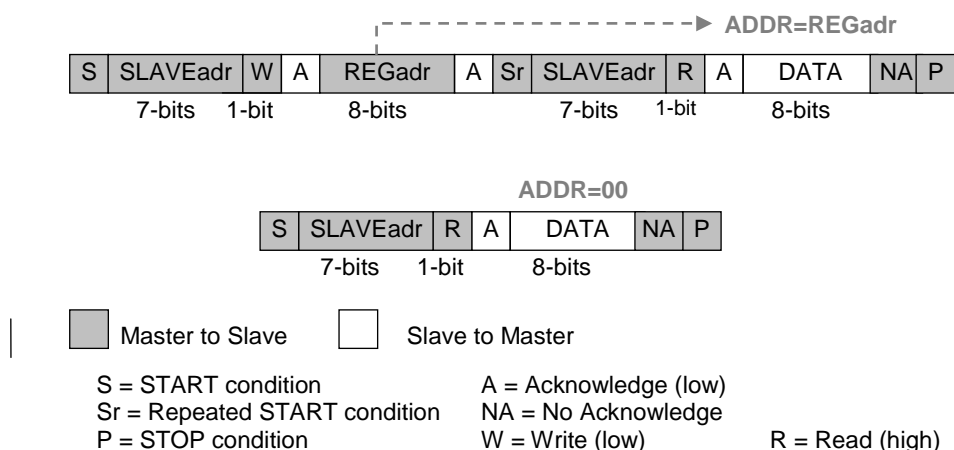 ADDR=REGadr
S SLAVEadr W A REGadr A Sr SLAVEadr R A DATA NA P
7-bits 1-bit 8-bits 7-bits 1-bit 8-bits
ADDR=00
S SLAVEadr R A DATA NA P
7-bits 1-bit 8-bits
Master to Slave Slave to Master
S = START condition A = Acknowledge (low)
Sr = Repeated START condition NA = No Acknowledge
P = STOP condition W = Write (low) R = Read (high)